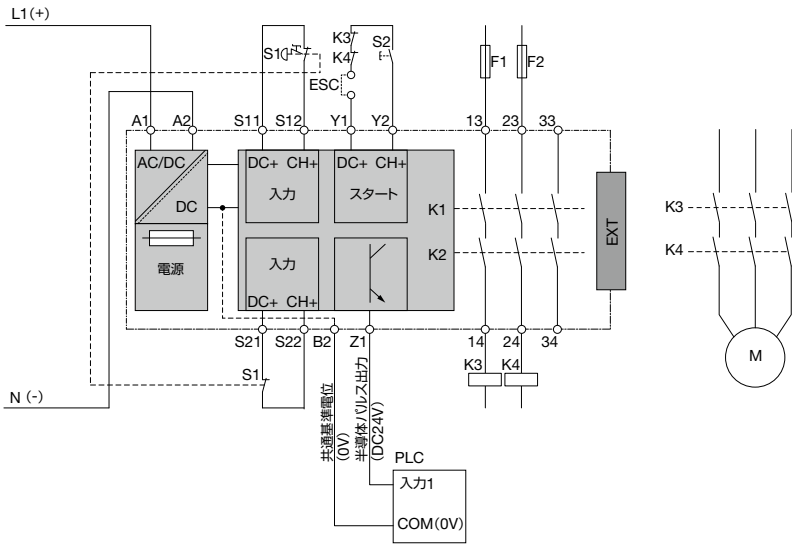 L1(+)
K3
S2
S1
K4
F1
F2
ESC
A1
A2
S11
S12
Y1
Y2
13
23
33
AC/DC
DC+ CH+
DC+ CH+
入力
スタート
DC
K1
K3
EXT
電源
入力
K2
K4
DC+ CH+
S21
S22
B2
Z1
14
24
34
M
S1
K3
K4
N (-)
共通基準電位
(0V)
半導体パルス出力
(DC24V)
PLC
入力1
COM(0V)